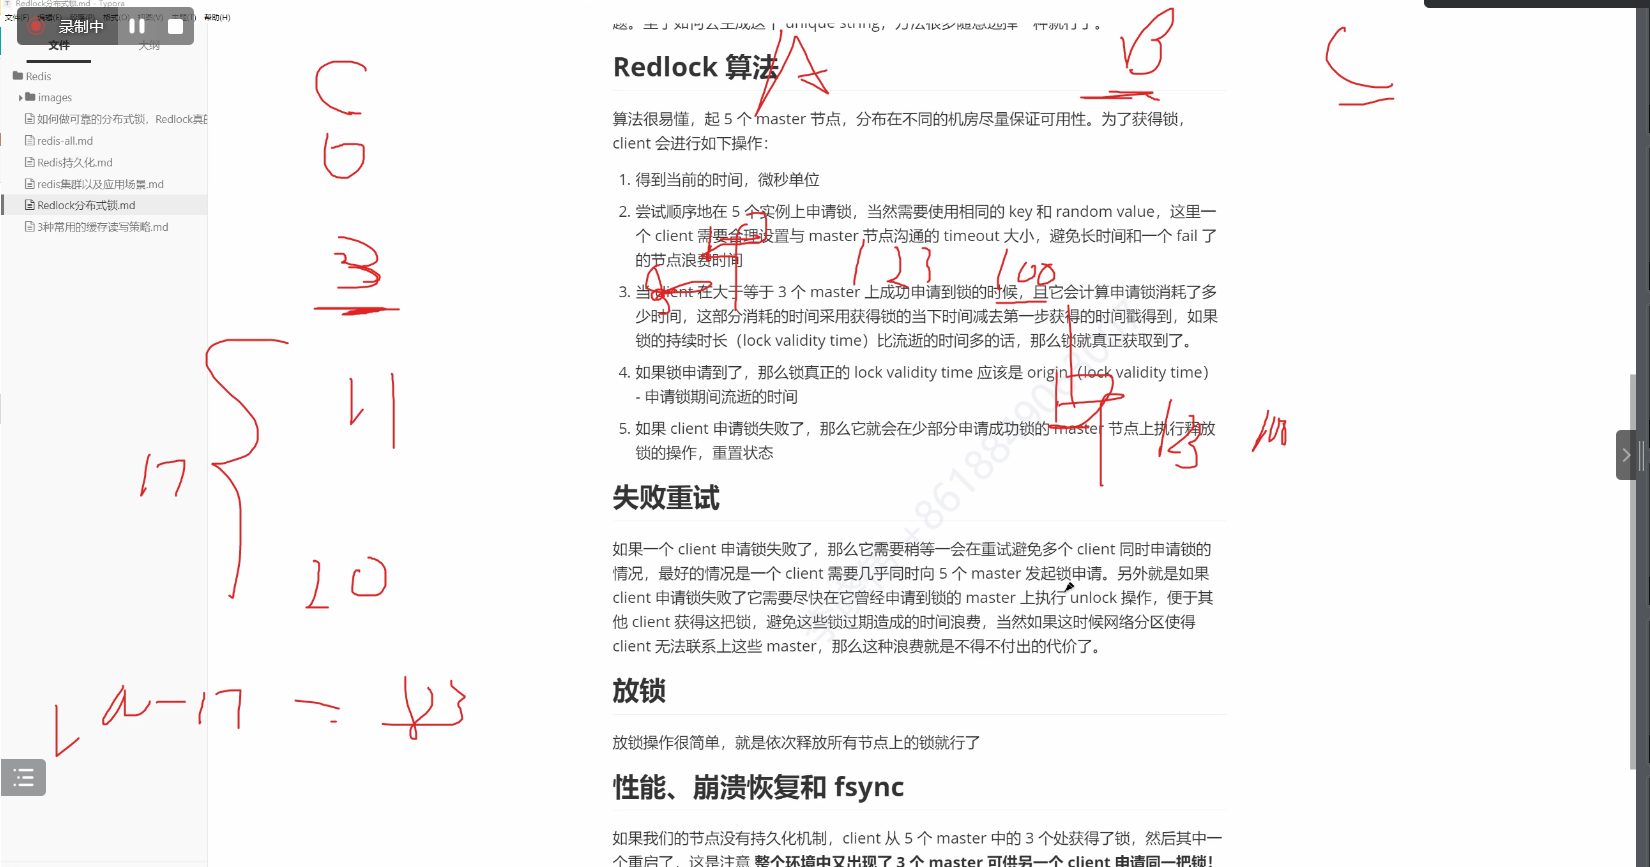 Redlock分布式锁.md - Typora
文件(F) 编辑(E) 段落(P) 格式(O) 视图(V) 主题(T) 帮助(H)
录制中
文件 大纲
Redis
images
如何做可靠的分布式锁，Redlock真的
redis-all.md
Redis持久化.md
redis集群以及应用场景.md
Redlock分布式锁.md
3种常用的缓存读写策略.md
题。至于如何去生成这个 unique string，方法很多随意选择一种就行了。
Redlock 算法
算法很易懂，起 5 个 master 节点，分布在不同的机房尽量保证可用性。为了获得锁，
client 会进行如下操作：
1. 得到当前的时间，微秒单位
2. 尝试顺序地在 5 个实例上申请锁，当然需要使用相同的 key 和 random value，这里一
个 client 需要合理设置与 master 节点沟通的 timeout 大小，避免长时间和一个 fail 了
的节点浪费时间
3. 当 client 在大于等于 3 个 master 上成功申请到锁的时候，且它会计算申请锁消耗了多
少时间，这部分消耗的时间采用获得锁的当下时间减去第一步获得的时间戳得到，如果
锁的持续时长（lock validity time）比流逝的时间多的话，那么锁就真正获取到了。
4. 如果锁申请到了，那么锁真正的 lock validity time 应该是 origin（lock validity time）
- 申请锁期间流逝的时间
5. 如果 client 申请锁失败了，那么它就会在少部分申请成功锁的 master 节点上执行释放
锁的操作，重置状态
失败重试
如果一个 client 申请锁失败了，那么它需要稍等一会在重试避免多个 client 同时申请锁的
情况，最好的情况是一个 client 需要几乎同时向 5 个 master 发起锁申请。另外就是如果
client 申请锁失败了它需要尽快在它曾经申请到锁的 master 上执行 unlock 操作，便于其
他 client 获得这把锁，避免这些锁过期造成的时间浪费，当然如果这时候网络分区使得
client 无法联系上这些 master，那么这种浪费就是不得不付出的代价了。
放锁
放锁操作很简单，就是依次释放所有节点上的锁就行了
性能、崩溃恢复和 fsync
如果我们的节点没有持久化机制，client 从 5 个 master 中的 3 个处获得了锁，然后其中一
个重启了，这是注意 整个环境中又出现了 3 个 master 可供另一个 client 申请同一把锁！
A
B
C
C
3
17
20
123
100
123